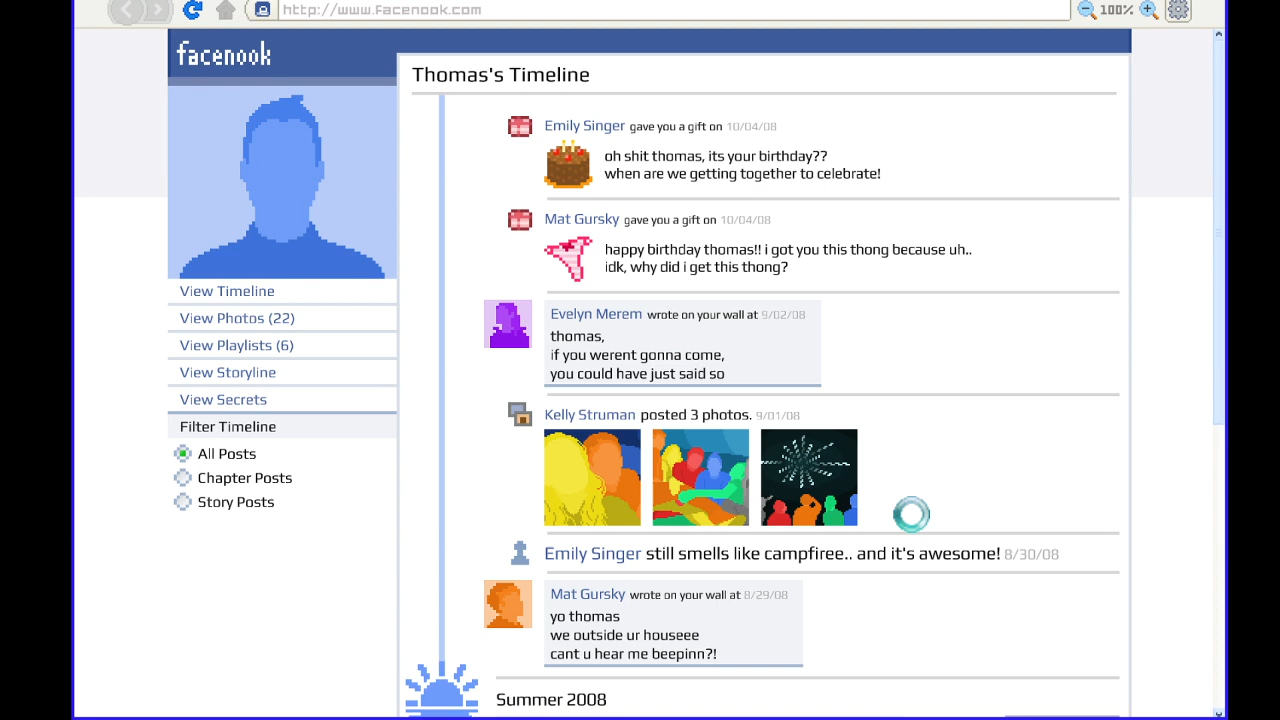 http://www.facenook.com
100%
facenook
Thomas's Timeline
Emily Singer gave you a gift on 10/04/08
oh shit thomas, its your birthday??
when are we getting together to celebrate!
Mat Gursky gave you a gift on 10/04/08
happy birthday thomas!! i got you this thong because uh..
idk, why did i get this thong?
View Timeline
View Photos (22)
View Playlists (6)
View Storyline
View Secrets
Filter Timeline
All Posts
Chapter Posts
Story Posts
Evelyn Merem wrote on your wall at 9/02/08
thomas,
if you werent gonna come,
you could have just said so
Kelly Struman posted 3 photos. 9/01/08
Emily Singer still smells like campfiree.. and it's awesome! 8/30/08
Mat Gursky wrote on your wall at 8/29/08
yo thomas
we outside ur houseee
cant u hear me beepinn?!
Summer 2008